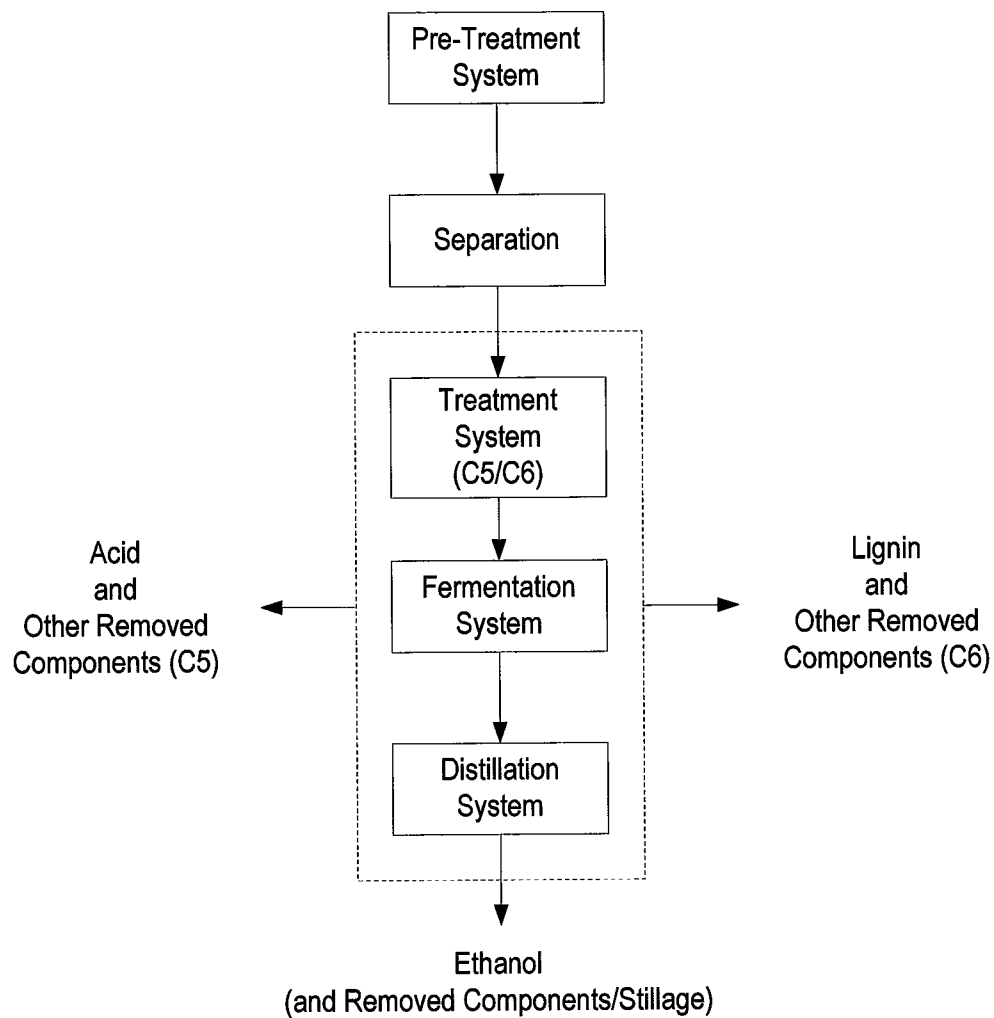 Pre-Treatment
System
Separation
Treatment
System
(C5/C6)
Acid
and
Other Removed
Components (C5)
Fermentation
System
Lignin
and
Other Removed
Components (C6)
Distillation
System
Ethanol
(and Removed Components/Stillage)